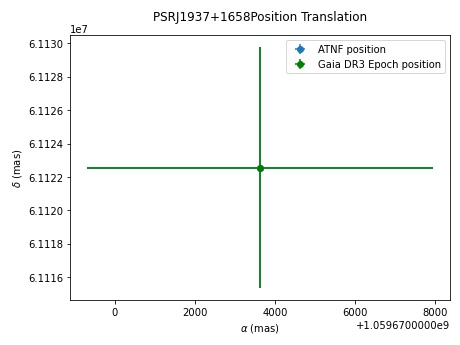 PSRJ1937+1658Position Translation
1e7
6.1130
6.1128
6.1126
6.1124
6.1122
6.1120
6.1118
6.1116
δ (mas)
ATNF position
Gaia DR3 Epoch position
0 2000 4000 6000 8000
+1.0596700000e9
α (mas)